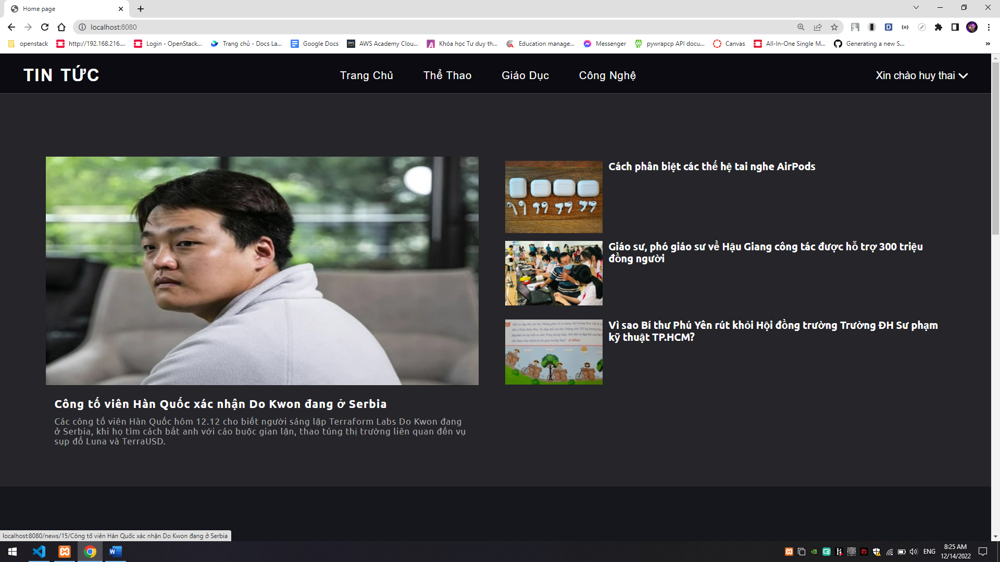 Home page
localhost:8080
openstack
http://192.168.216....
Login - OpenStack...
Trang chủ - Docs La...
Google Docs
AWS Academy Clou...
Khóa học Tư duy th...
Education manage...
Messenger
pywrapcp API docu...
Canvas
All-In-One Single M...
Generating a new S...
»
TIN TỨC
Trang Chủ
Thể Thao
Giáo Dục
Công Nghệ
Xin chào huy thai
Công tố viên Hàn Quốc xác nhận Do Kwon đang ở Serbia
Các công tố viên Hàn Quốc hôm 12.12 cho biết người sáng lập Terraform Labs Do Kwon đang
ở Serbia, khi họ tìm cách bắt anh với cáo buộc gian lận, thao túng thị trường liên quan đến vụ
sụp đổ Luna và TerraUSD.
Cách phân biệt các thế hệ tai nghe AirPods
Giáo sư, phó giáo sư về Hậu Giang công tác được hỗ trợ 300 triệu
đồng người
Vì sao Bí thư Phú Yên rút khỏi Hội đồng trường Trường ĐH Sư phạm
kỹ thuật TP.HCM?
localhost:8080/news/15/Công tố viên Hàn Quốc xác nhận Do Kwon đang ở Serbia
ENG
8:25 AM
12/14/2022